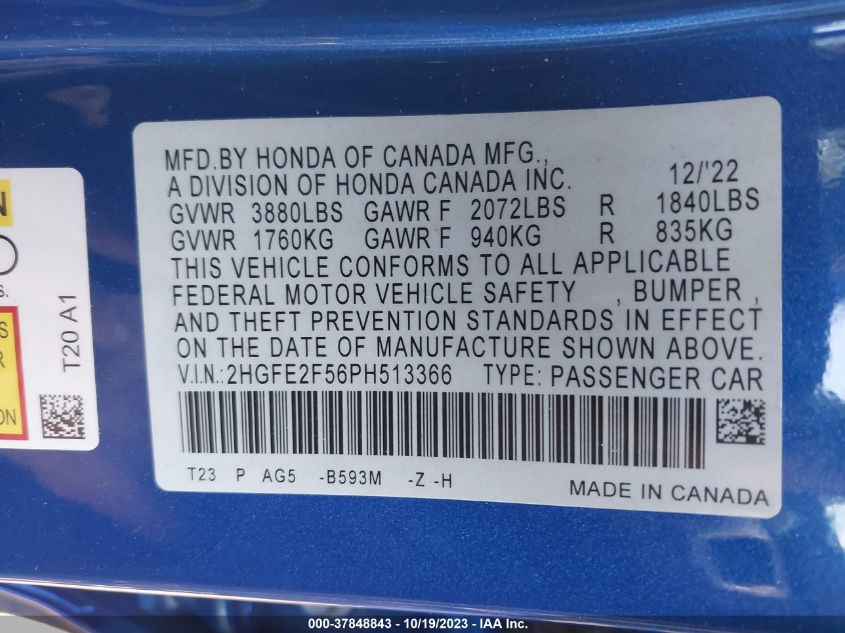 MFD.BY HONDA OF CANADA MFG.,
A DIVISION OF HONDA CANADA INC. 12/'22
GVWR 3880LBS GAWR F 2072LBS R 1840LBS
GVWR 1760KG GAWR F 940KG R 835KG
THIS VEHICLE CONFORMS TO ALL APPLICABLE
FEDERAL MOTOR VEHICLE SAFETY , BUMPER ,
AND THEFT PREVENTION STANDARDS IN EFFECT
ON THE DATE OF MANUFACTURE SHOWN ABOVE.
V.I.N.:2HGFE2F56PH513366 TYPE: PASSENGER CAR
T23 P AG5 -B593M -Z -H
MADE IN CANADA
T20 A1
000-37848843 - 10/19/2023 - IAA Inc.